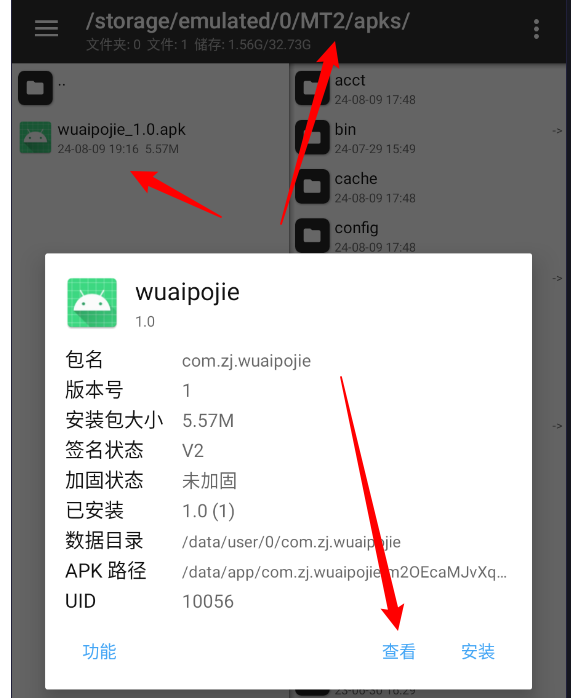 /storage/emulated/0/MT2/apks/
文件夹: 0 文件: 1 储存: 1.56G/32.73G
..
wuaipojie_1.0.apk
24-08-09 19:16 5.57M
acct
24-08-09 17:48
bin
24-07-29 15:49
->
cache
24-08-09 17:48
config
24-08-09 17:48
->
->
wuaipojie
1.0
包名 com.zj.wuaipojie
版本号 1
安装包大小 5.57M
签名状态 V2
加固状态 未加固
已安装 1.0 (1)
数据目录 /data/user/0/com.zj.wuaipojie
APK 路径 /data/app/com.zj.wuaipojie-m2OEcaMJvXq...
UID 10056
功能 查看 安装